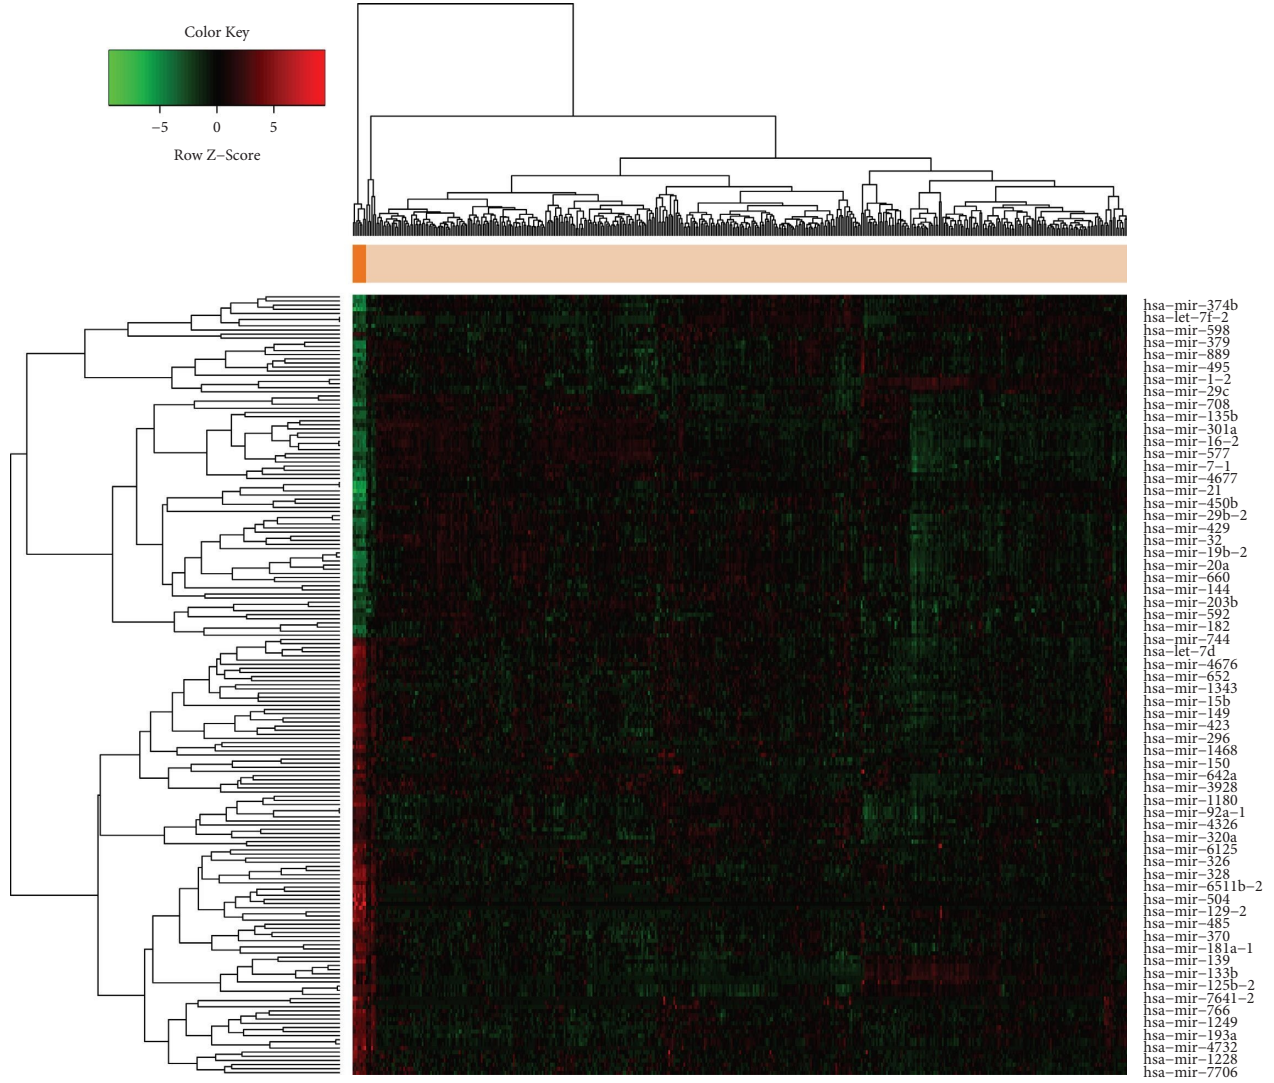 Color Key
−5 0 5
Row Z−Score
hsa−mir−374b
hsa−let−7f−2
hsa−mir−598
hsa−mir−379
hsa−mir−889
hsa−mir−495
hsa−mir−1−2
hsa−mir−29c
hsa−mir−708
hsa−mir−135b
hsa−mir−301a
hsa−mir−16−2
hsa−mir−577
hsa−mir−7−1
hsa−mir−4677
hsa−mir−21
hsa−mir−450b
hsa−mir−29b−2
hsa−mir−429
hsa−mir−32
hsa−mir−19b−2
hsa−mir−20a
hsa−mir−660
hsa−mir−144
hsa−mir−203b
hsa−mir−592
hsa−mir−182
hsa−mir−744
hsa−let−7d
hsa−mir−4676
hsa−mir−652
hsa−mir−1343
hsa−mir−15b
hsa−mir−149
hsa−mir−423
hsa−mir−296
hsa−mir−1468
hsa−mir−150
hsa−mir−642a
hsa−mir−3928
hsa−mir−1180
hsa−mir−92a−1
hsa−mir−4326
hsa−mir−320a
hsa−mir−6125
hsa−mir−326
hsa−mir−328
hsa−mir−6511b−2
hsa−mir−504
hsa−mir−129−2
hsa−mir−485
hsa−mir−370
hsa−mir−181a−1
hsa−mir−139
hsa−mir−133b
hsa−mir−125b−2
hsa−mir−7641−2
hsa−mir−766
hsa−mir−1249
hsa−mir−193a
hsa−mir−4732
hsa−mir−1228
hsa−mir−7706